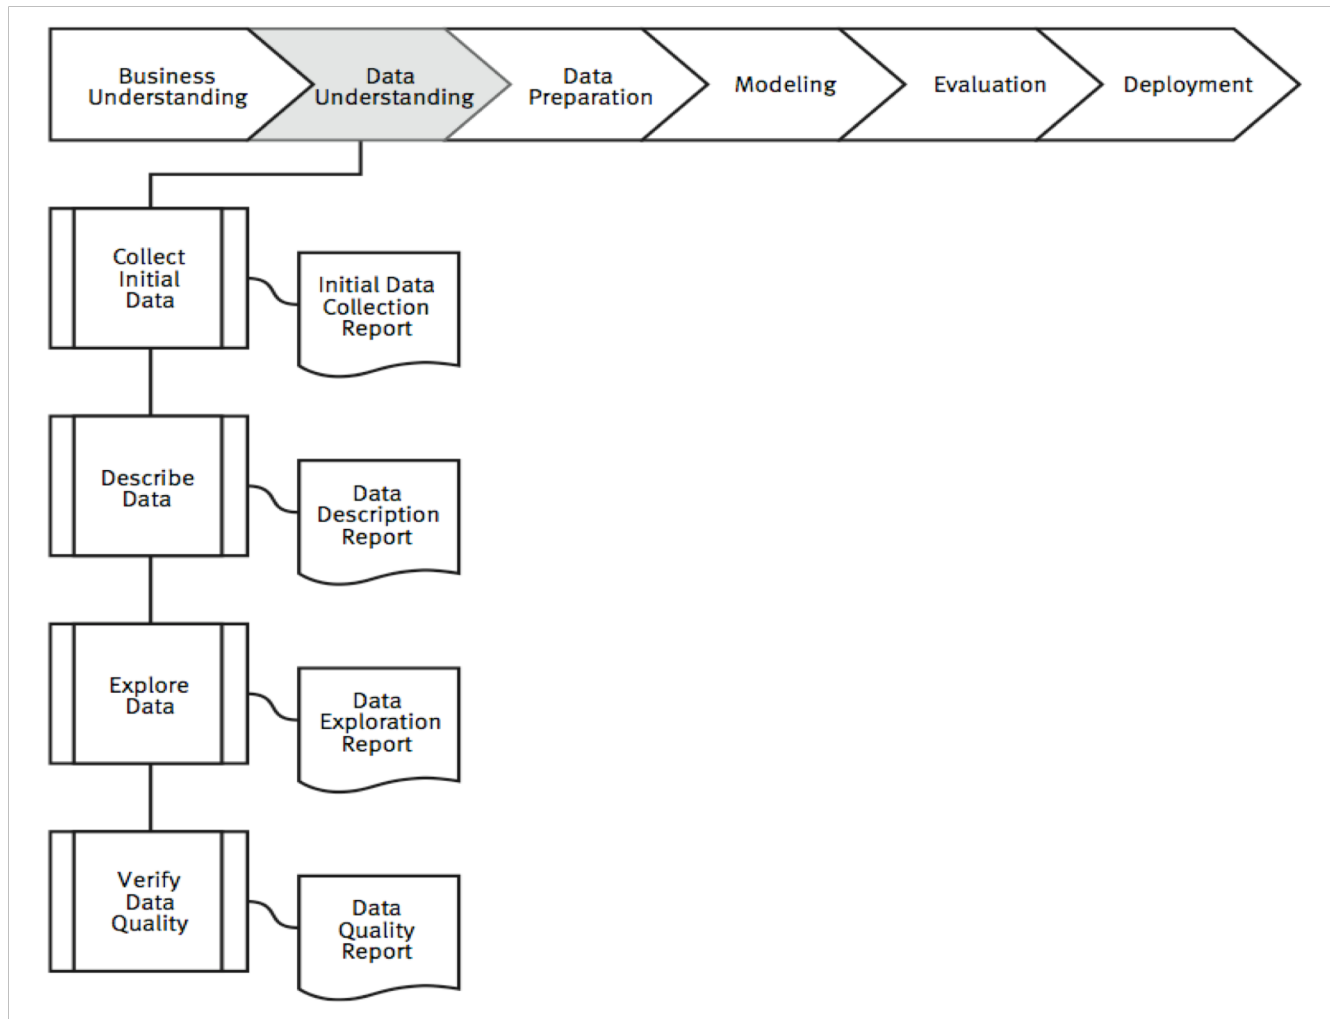 Business
Understanding
Data
Understanding
Data
Preparation
Modeling
Evaluation
Deployment
Collect
Initial
Data
Initial Data
Collection
Report
Describe
Data
Data
Description
Report
Explore
Data
Data
Exploration
Report
Verify
Data
Quality
Data
Quality
Report